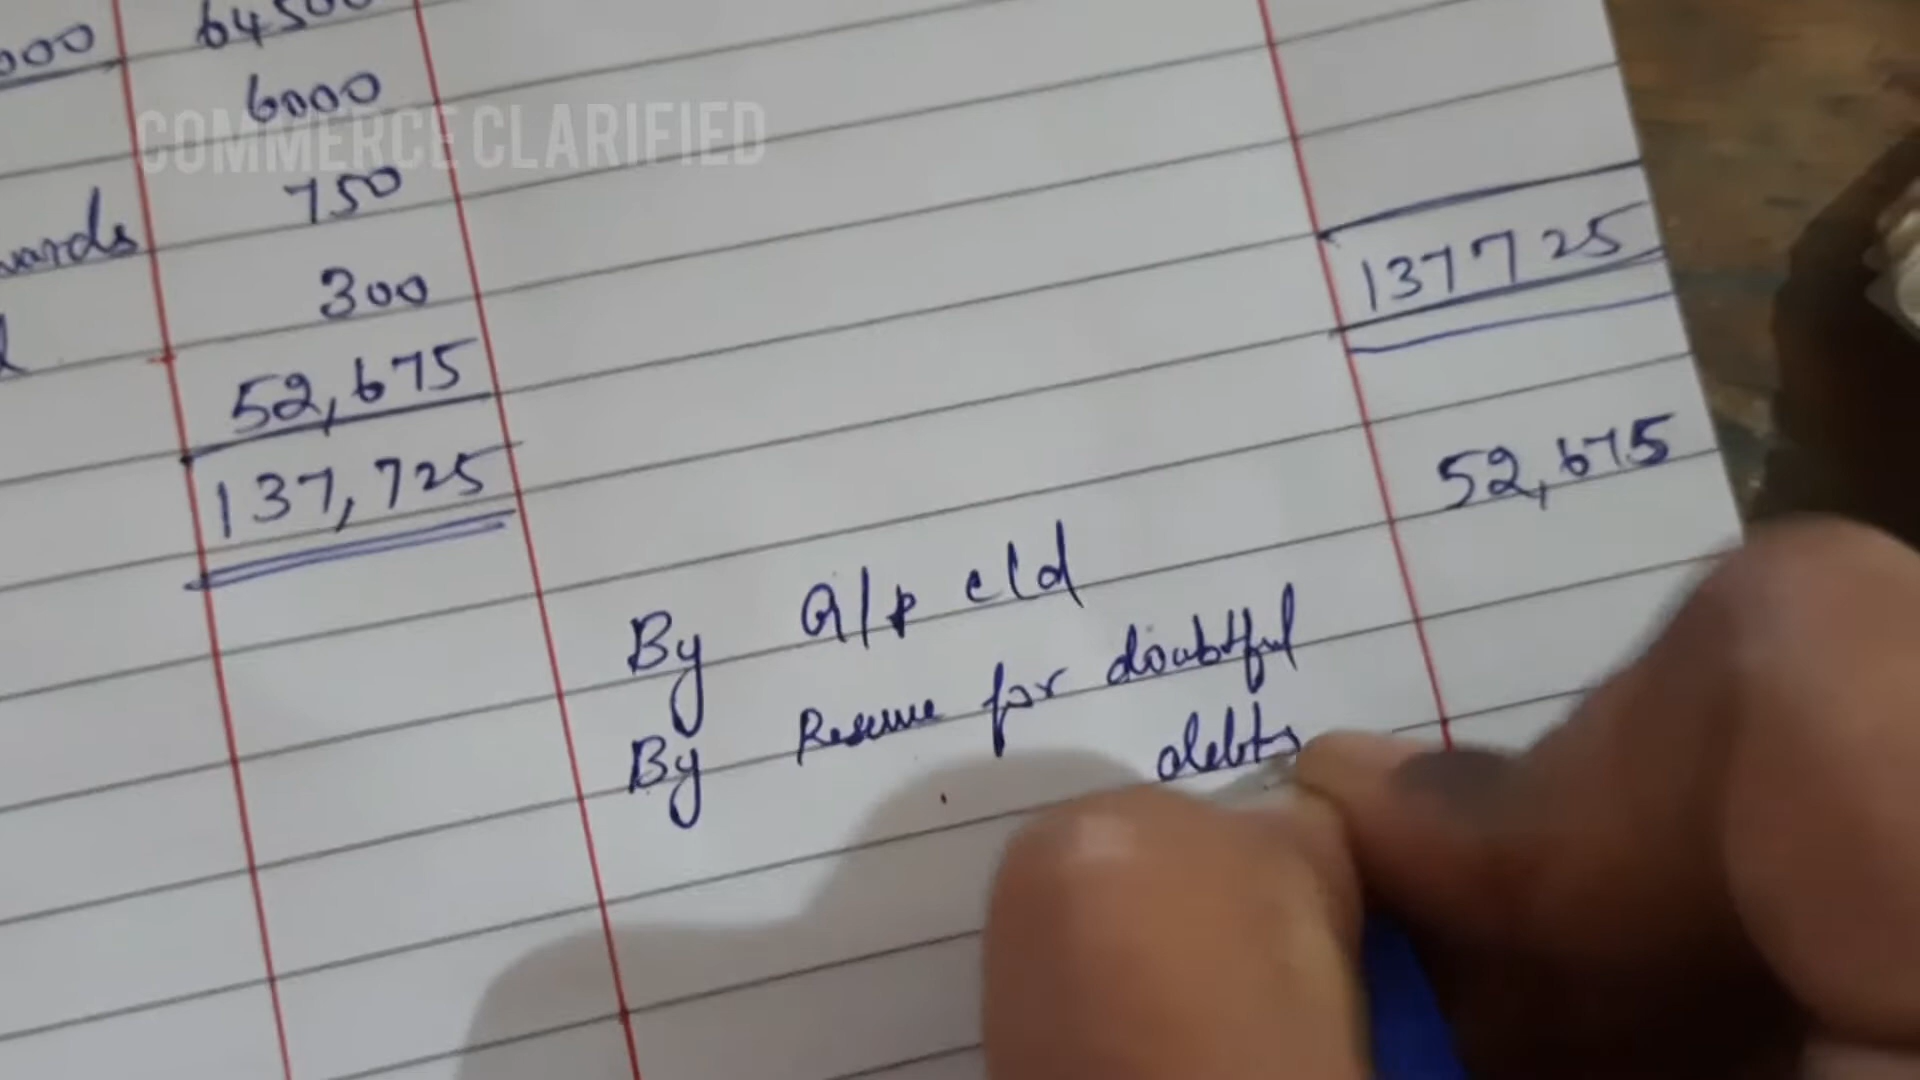 000 64500
6000
COMMERCE CLARIFIED
wards 750
300
52,675
137,725
137725
By G/P c/d 52,675
By Reserve for doubtful
debts